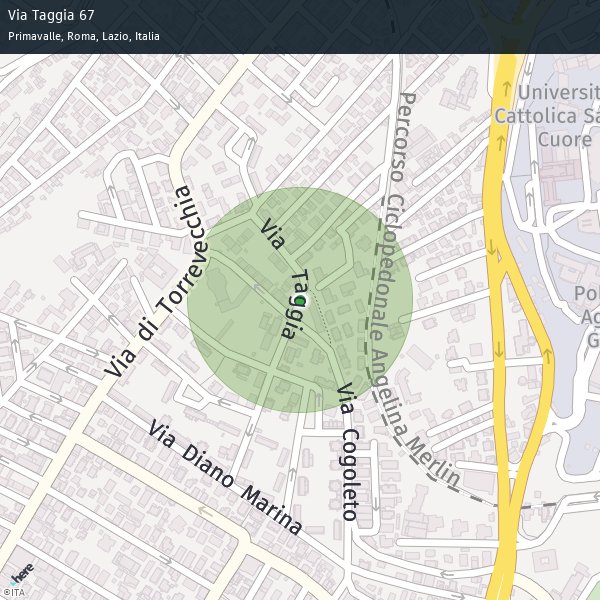 Via Taggia 67
Primavalle, Roma, Lazio, Italia
Universit
Cattolica Sa
Cuore
Percorso Ciclopedonale Angelina Merlin
Via Taggia
Via di Torrevecchia
Pol
Ag
G
Via Cogoleto
Via Diano Marina
here
©ITA